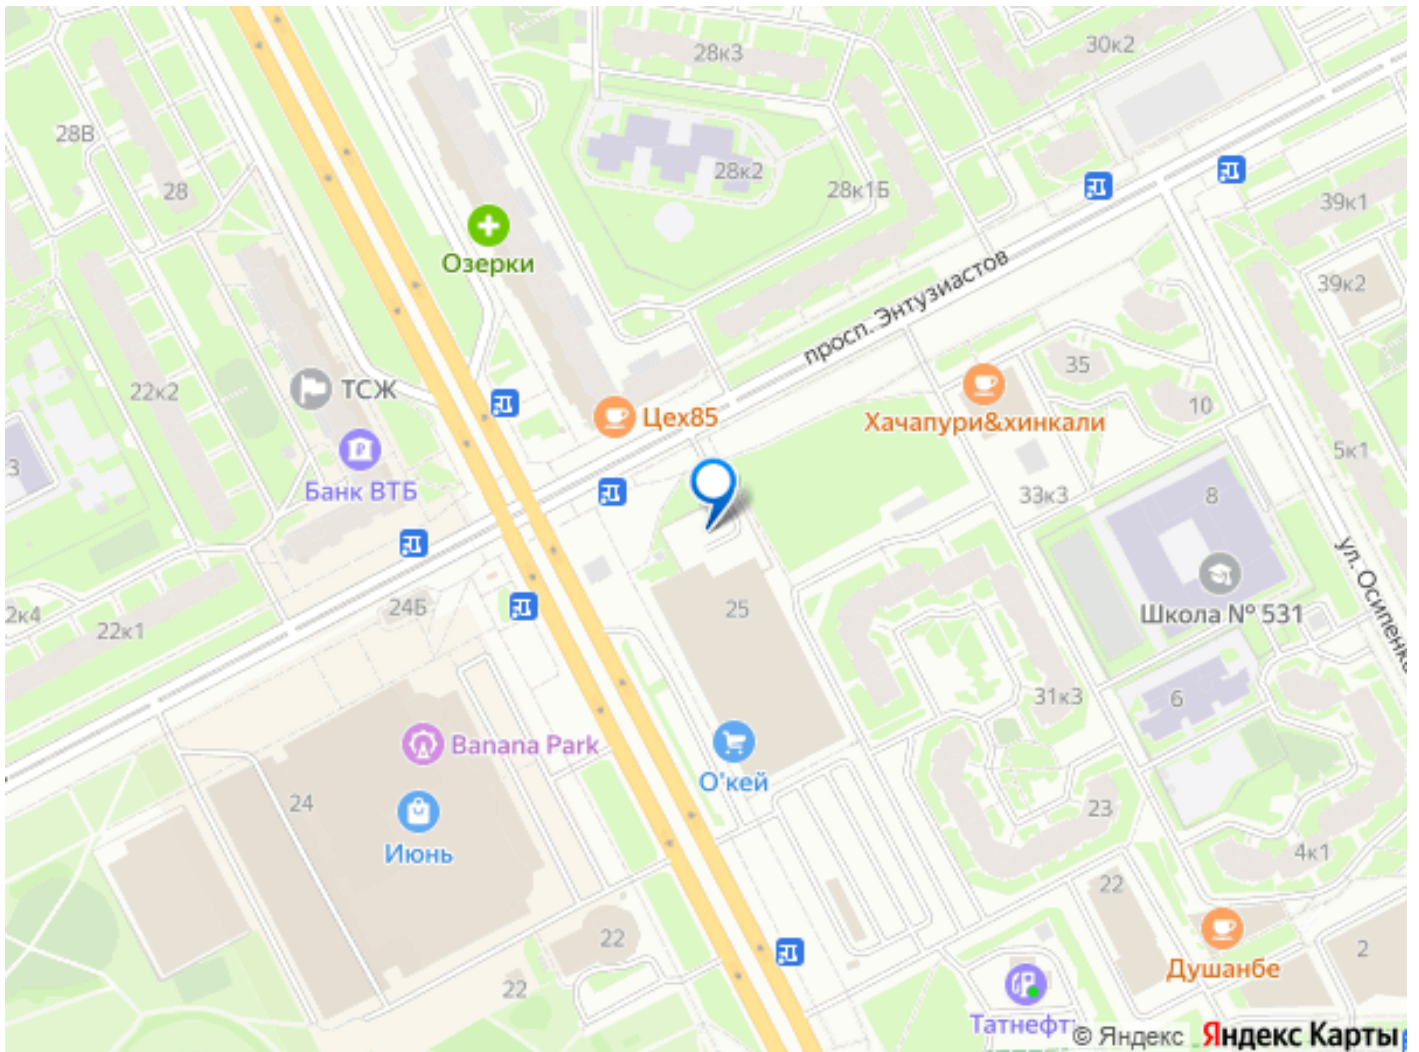 28к3
30к2
28В
28к2
28
28к1Б
39к1
Озерки
просп. Энтузиастов
39к2
35
22к2
ТСЖ
10
Цех85
Хачапури&хинкали
5к1
3
Банк ВТБ
33к3
8
ул. Осипенко
2к4
24Б
25
Школа № 531
22к1
31к3
6
Banana Park
О'кей
24
23
Июнь
4к1
22
22
2
Душанбе
22
Татнефть
© Яндекс
Яндекс Карты